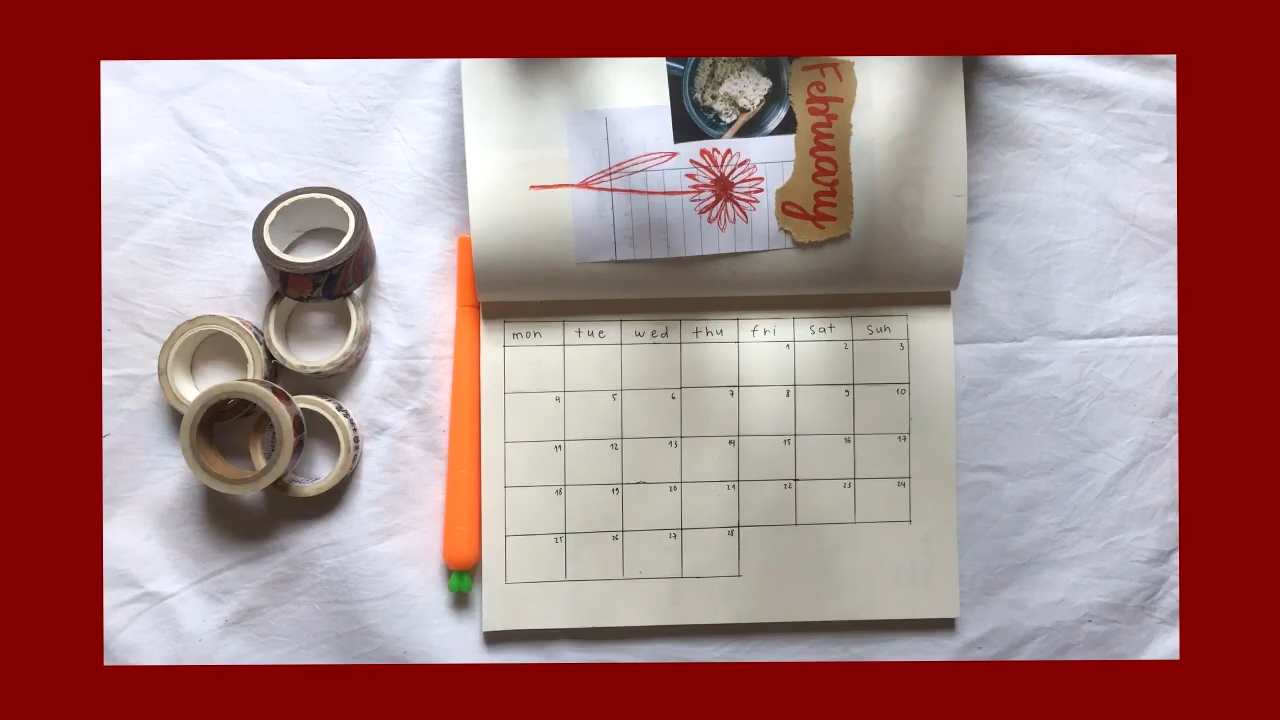 February
mon tue wed thu fri sat sun
1 2 3
4 5 6 7 8 9 10
11 12 13 14 15 16 17
18 19 20 21 22 23 24
25 26 27 28